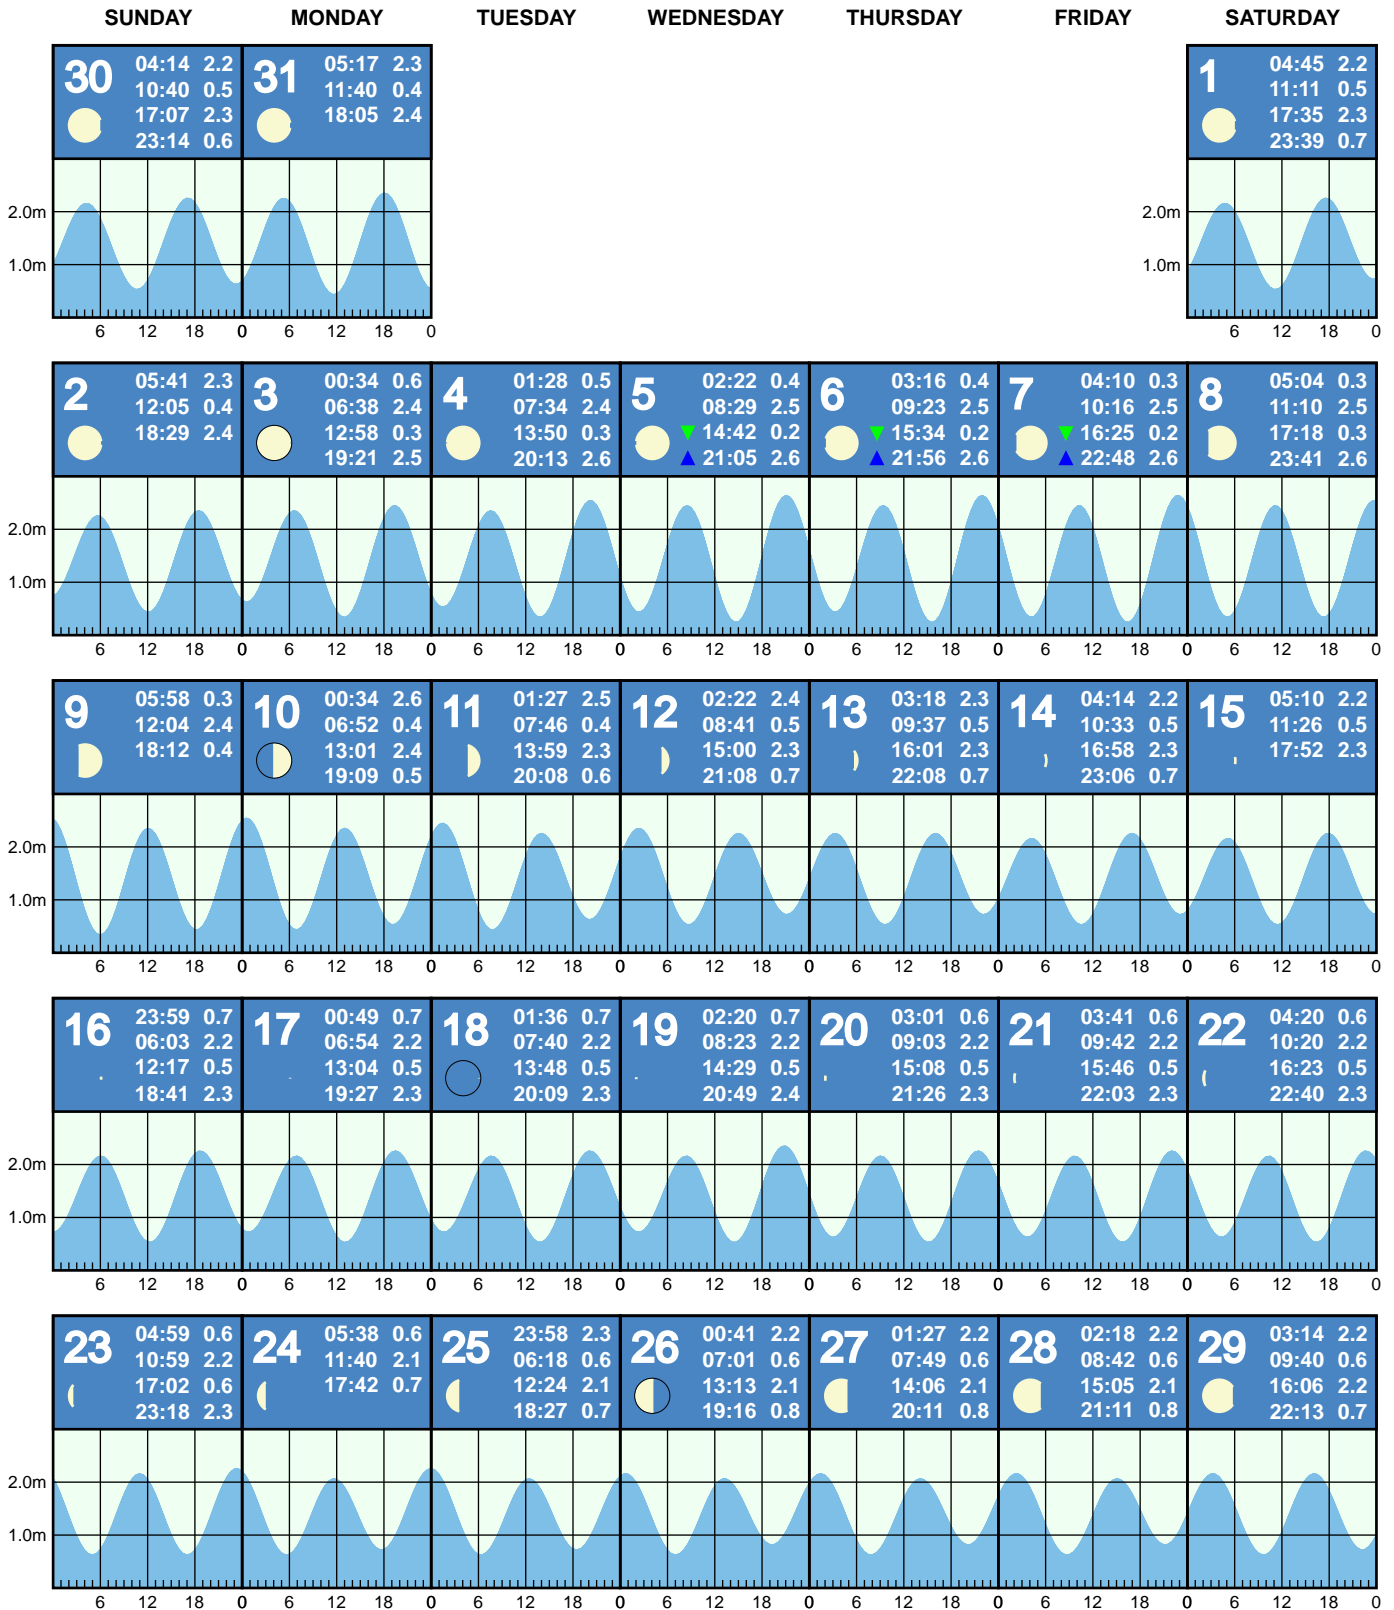 SUNDAY MONDAY TUESDAY WEDNESDAY THURSDAY FRIDAY SATURDAY
30 04:14 2.2
10:40 0.5
17:07 2.3
23:14 0.6
31 05:17 2.3
11:40 0.4
18:05 2.4
1 04:45 2.2
11:11 0.5
17:35 2.3
23:39 0.7
2.0m 2.0m
1.0m 1.0m
6 12 18 0 0 6 12 18 0 6 12 18 0
2 05:41 2.3
12:05 0.4
18:29 2.4
3 00:34 0.6
06:38 2.4
12:58 0.3
19:21 2.5
4 01:28 0.5
07:34 2.4
13:50 0.3
20:13 2.6
5 02:22 0.4
08:29 2.5
14:42 0.2
21:05 2.6
6 03:16 0.4
09:23 2.5
15:34 0.2
21:56 2.6
7 04:10 0.3
10:16 2.5
16:25 0.2
22:48 2.6
8 05:04 0.3
11:10 2.5
17:18 0.3
23:41 2.6
2.0m
1.0m
6 12 18 0 6 12 18 0 6 12 18 0 6 12 18 0 6 12 18 0 6 12 18 0 6 12 18 0
9 05:58 0.3
12:04 2.4
18:12 0.4
10 00:34 2.6
06:52 0.4
13:01 2.4
19:09 0.5
11 01:27 2.5
07:46 0.4
13:59 2.3
20:08 0.6
12 02:22 2.4
08:41 0.5
15:00 2.3
21:08 0.7
13 03:18 2.3
09:37 0.5
16:01 2.3
22:08 0.7
14 04:14 2.2
10:33 0.5
16:58 2.3
23:06 0.7
15 05:10 2.2
11:26 0.5
17:52 2.3
2.0m
1.0m
6 12 18 0 6 12 18 0 6 12 18 0 6 12 18 0 6 12 18 0 6 12 18 0 6 12 18 0
16 23:59 0.7
06:03 2.2
12:17 0.5
18:41 2.3
17 00:49 0.7
06:54 2.2
13:04 0.5
19:27 2.3
18 01:36 0.7
07:40 2.2
13:48 0.5
20:09 2.3
19 02:20 0.7
08:23 2.2
14:29 0.5
20:49 2.4
20 03:01 0.6
09:03 2.2
15:08 0.5
21:26 2.3
21 03:41 0.6
09:42 2.2
15:46 0.5
22:03 2.3
22 04:20 0.6
10:20 2.2
16:23 0.5
22:40 2.3
2.0m
1.0m
6 12 18 0 6 12 18 0 6 12 18 0 6 12 18 0 6 12 18 0 6 12 18 0 6 12 18 0
23 04:59 0.6
10:59 2.2
17:02 0.6
23:18 2.3
24 05:38 0.6
11:40 2.1
17:42 0.7
25 23:58 2.3
06:18 0.6
12:24 2.1
18:27 0.7
26 00:41 2.2
07:01 0.6
13:13 2.1
19:16 0.8
27 01:27 2.2
07:49 0.6
14:06 2.1
20:11 0.8
28 02:18 2.2
08:42 0.6
15:05 2.1
21:11 0.8
29 03:14 2.2
09:40 0.6
16:06 2.2
22:13 0.7
2.0m
1.0m
6 12 18 0 6 12 18 0 6 12 18 0 6 12 18 0 6 12 18 0 6 12 18 0 6 12 18 0